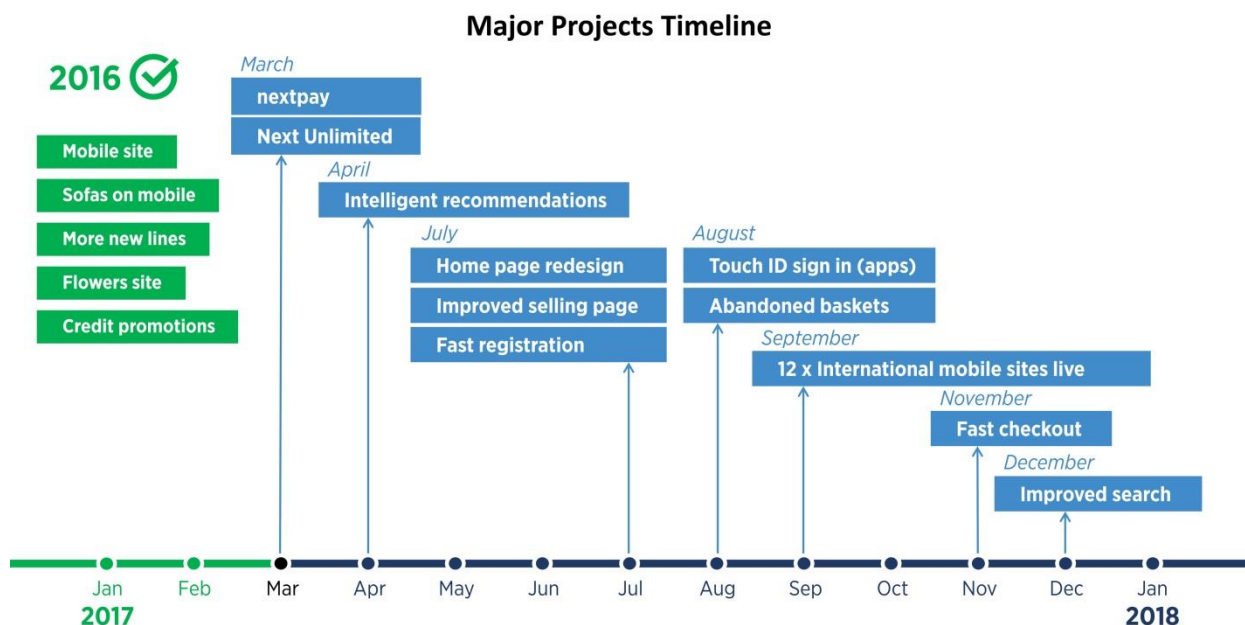 Major Projects Timeline
2016
Mobile site
Sofas on mobile
More new lines
Flowers site
Credit promotions
March
nextpay
Next Unlimited
April
Intelligent recommendations
July
Home page redesign
Improved selling page
Fast registration
August
Touch ID sign in (apps)
Abandoned baskets
September
12 x International mobile sites live
November
Fast checkout
December
Improved search
Jan Feb Mar Apr May Jun Jul Aug Sep Oct Nov Dec Jan
2017 2018